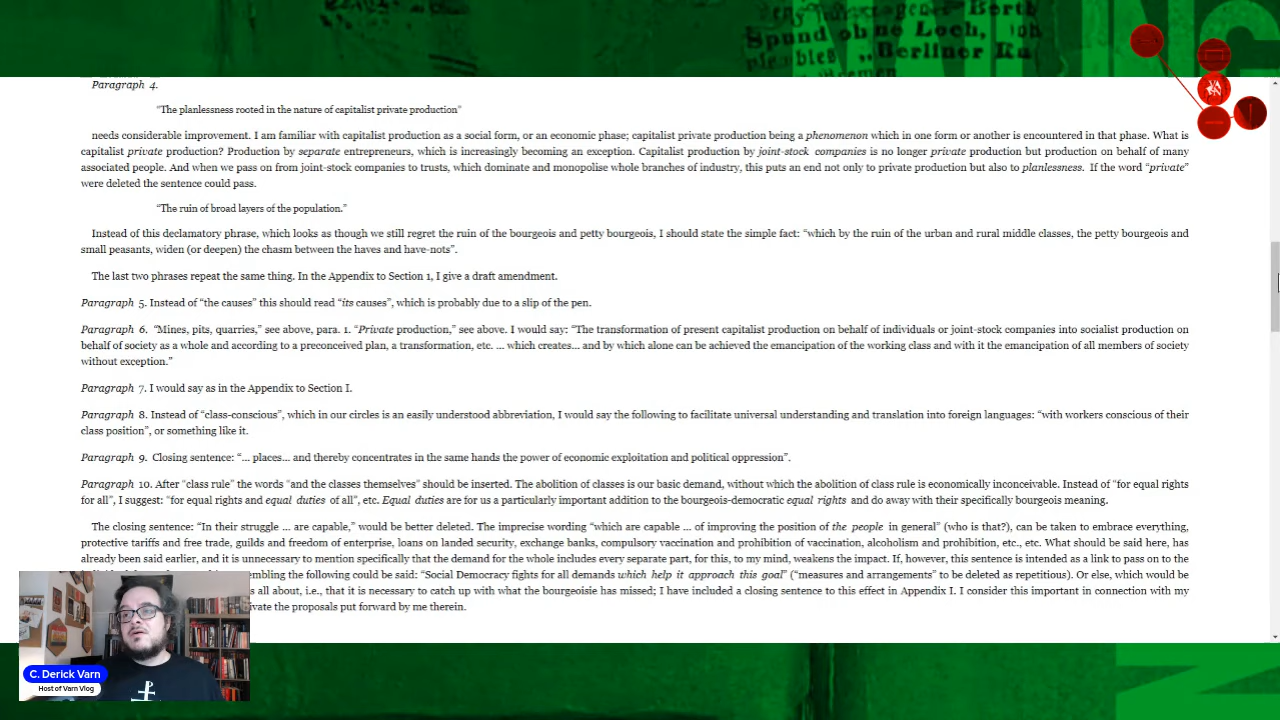 Spund ohne Loch,
Berliner
Paragraph 4.
"The planlessness rooted in the nature of capitalist private production"
needs considerable improvement. I am familiar with capitalist production as a social form, or an economic phase; capitalist private production being a phenomenon which in one form or another is encountered in that phase. What is
capitalist private production? Production by separate entrepreneurs, which is increasingly becoming an exception. Capitalist production by joint-stock companies is no longer private production but production on behalf of many
associated people. And when we pass on from joint-stock companies to trusts, which dominate and monopolise whole branches of industry, this puts an end not only to private production but also to planlessness. If the word “private”
were deleted the sentence could pass.
“The ruin of broad layers of the population.”
Instead of this declamatory phrase, which looks as though we still regret the ruin of the bourgeois and petty bourgeois, I should state the simple fact: “which by the ruin of the urban and rural middle classes, the petty bourgeois and
small peasants, widen (or deepen) the chasm between the haves and have-nots”.
The last two phrases repeat the same thing. In the Appendix to Section 1, I give a draft amendment.
Paragraph 5. Instead of “the causes” this should read “its causes”, which is probably due to a slip of the pen.
Paragraph 6. “Mines, pits, quarries,” see above, para. 1. “Private production,” see above. I would say: “The transformation of present capitalist production on behalf of individuals or joint-stock companies into socialist production on
behalf of society as a whole and according to a preconceived plan, a transformation, etc. ... which creates... and by which alone can be achieved the emancipation of the working class and with it the emancipation of all members of society
without exception.”
Paragraph 7. I would say as in the Appendix to Section I.
Paragraph 8. Instead of “class-conscious”, which in our circles is an easily understood abbreviation, I would say the following to facilitate universal understanding and translation into foreign languages: “with workers conscious of their
class position”, or something like it.
Paragraph 9. Closing sentence: “... places... and thereby concentrates in the same hands the power of economic exploitation and political oppression”.
Paragraph 10. After “class rule” the words “and the classes themselves” should be inserted. The abolition of classes is our basic demand, without which the abolition of class rule is economically inconceivable. Instead of “for equal rights
for all”, I suggest: “for equal rights and equal duties of all”, etc. Equal duties are for us a particularly important addition to the bourgeois-democratic equal rights and do away with their specifically bourgeois meaning.
The closing sentence: “In their struggle ... are capable,” would be better deleted. The imprecise wording “which are capable ... of improving the position of the people in general” (who is that?), can be taken to embrace everything,
protective tariffs and free trade, guilds and freedom of enterprise, loans on landed security, exchange banks, compulsory vaccination and prohibition of vaccination, alcoholism and prohibition, etc., etc. What should be said here, has
already been said earlier, and it is unnecessary to mention specifically that the demand for the whole includes every separate part, for this, to my mind, weakens the impact. If, however, this sentence is intended as a link to pass on to the
embling the following could be said: “Social Democracy fights for all demands which help it approach this goal” (“measures and arrangements” to be deleted as repetitious). Or else, which would be
s all about, i.e., that it is necessary to catch up with what the bourgeoisie has missed; I have included a closing sentence to this effect in Appendix I. I consider this important in connection with my
ivate the proposals put forward by me therein.
C. Derick Varn
Host of Varn Vlog